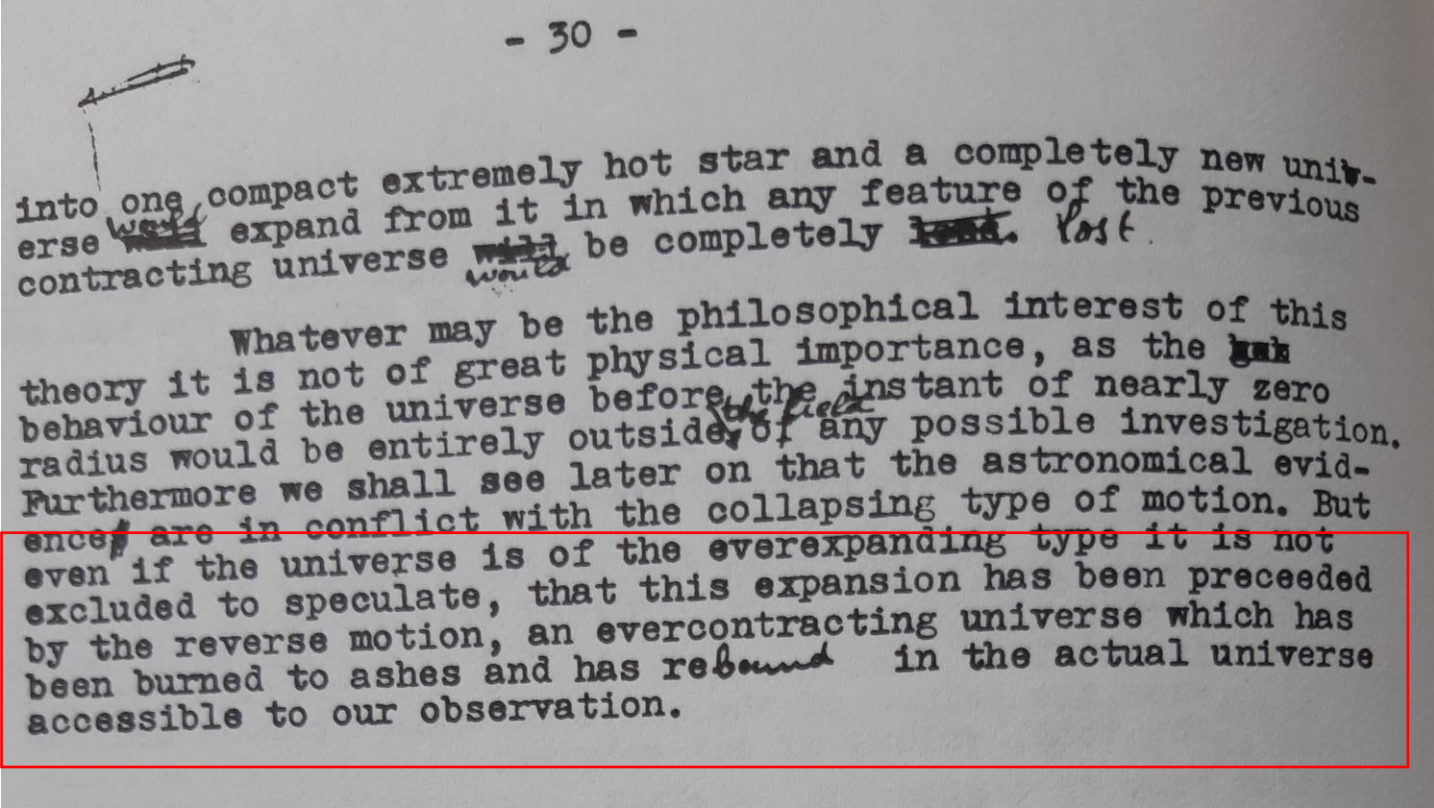 - 30 -
into one compact extremely hot star and a completely new univ-
erse would expand from it in which any feature of the previous
contracting universe would be completely lost.
Whatever may be the philosophical interest of this
theory it is not of great physical importance, as the
behaviour of the universe before the instant of nearly zero
radius would be entirely outside the field of any possible investigation.
Furthermore we shall see later on that the astronomical evid-
ence are in conflict with the collapsing type of motion. But
even if the universe is of the everexpanding type it is not
excluded to speculate, that this expansion has been preceeded
by the reverse motion, an evercontracting universe which has
been burned to ashes and has rebound in the actual universe
accessible to our observation.